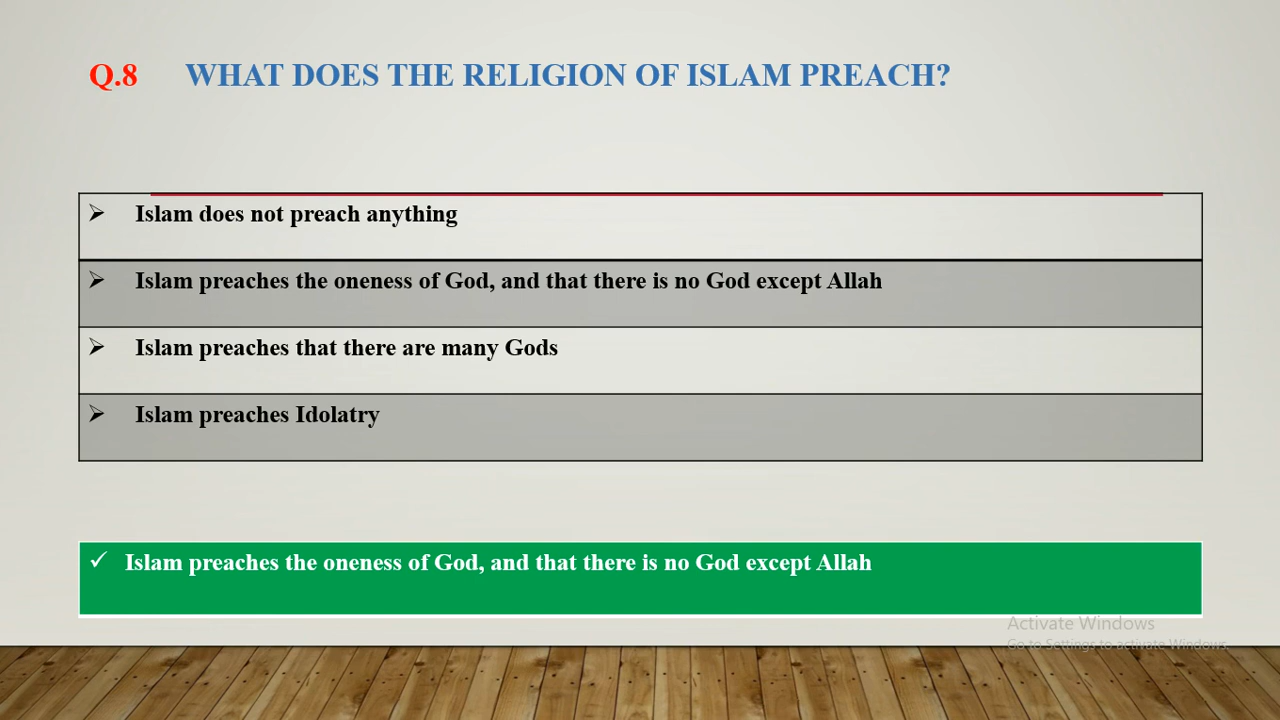 Q.8 WHAT DOES THE RELIGION OF ISLAM PREACH?
Islam does not preach anything
Islam preaches the oneness of God, and that there is no God except Allah
Islam preaches that there are many Gods
Islam preaches Idolatry
Islam preaches the oneness of God, and that there is no God except Allah
Activate Windows
Go to Settings to activate Windows.